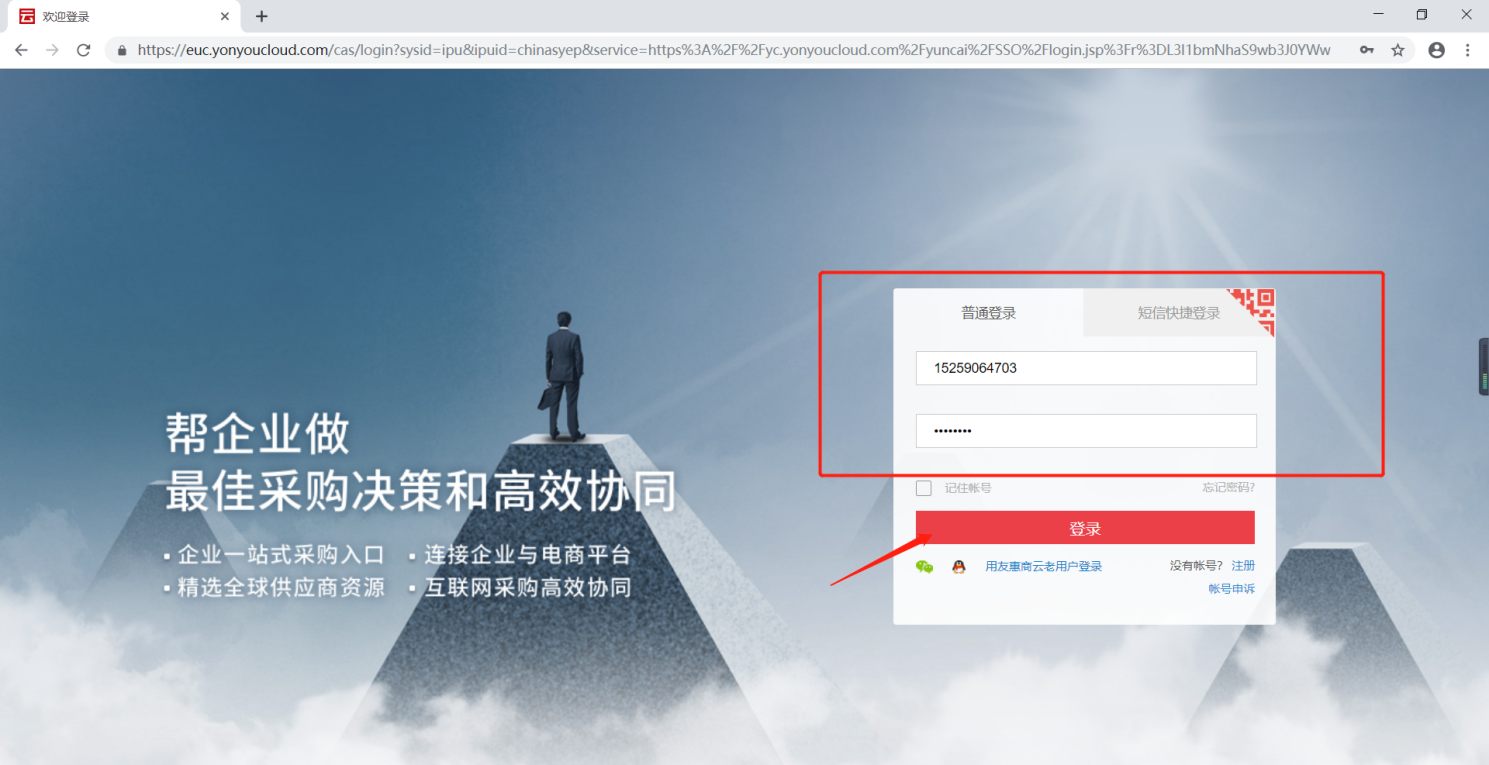 欢迎登录
https://euc.yonyoucloud.com/cas/login?sysid=ipu&ipuid=chinasyep&service=https%3A%2F%2Fyc.yonyoucloud.com%2Fyuncai%2FSSO%2Flogin.jsp%3Fr%3DL3l1bmNhaS9wb3J0YWw
普通登录 短信快捷登录
15259064703
••••••••
记住帐号 忘记密码?
登录
用友惠商云老用户登录 没有帐号? 注册
帐号申诉
帮企业做
最佳采购决策和高效协同
▪ 企业一站式采购入口 ▪ 连接企业与电商平台
▪ 精选全球供应商资源 ▪ 互联网采购高效协同